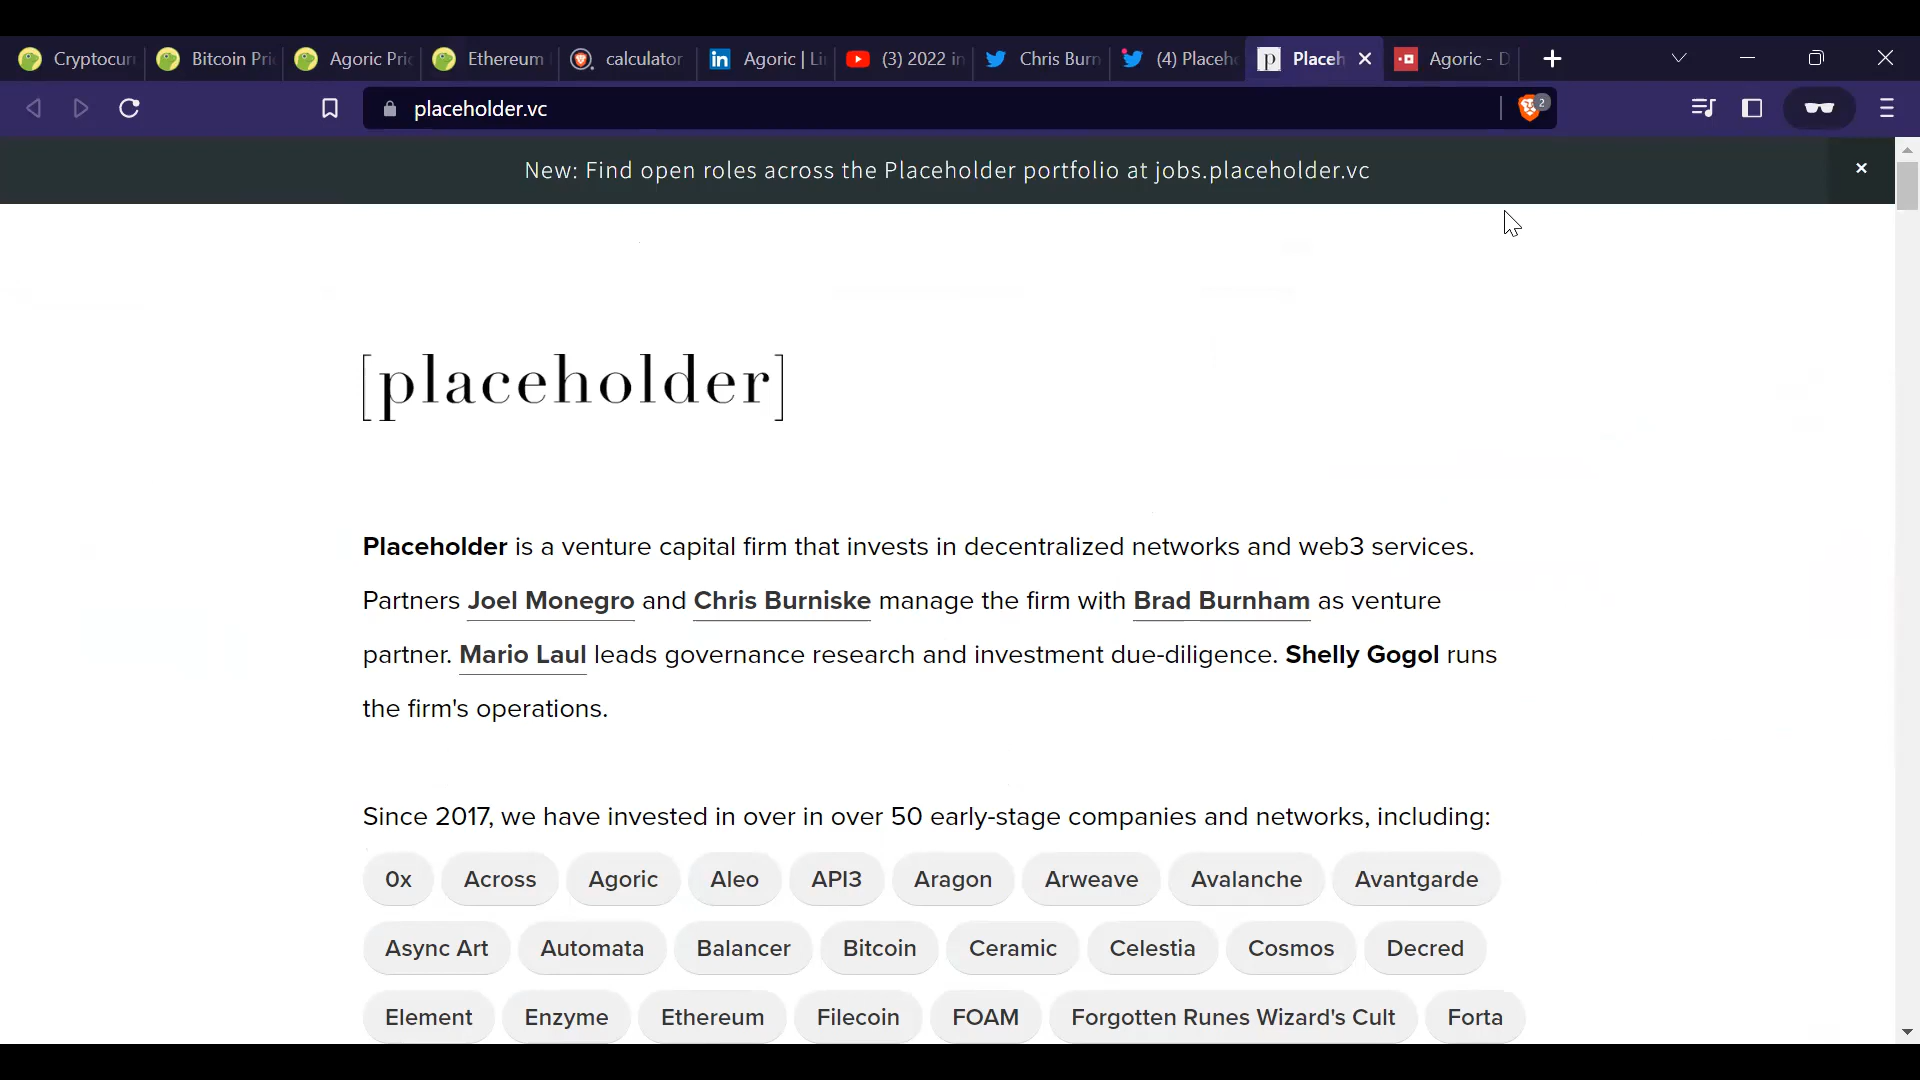 Cryptocur Bitcoin Pri Agoric Pri Ethereum calculator Agoric | Li (3) 2022 in Chris Burn (4) Placeh Placeh Agoric - D
placeholder.vc 2
New: Find open roles across the Placeholder portfolio at jobs.placeholder.vc
[placeholder]
Placeholder is a venture capital firm that invests in decentralized networks and web3 services.
Partners Joel Monegro and Chris Burniske manage the firm with Brad Burnham as venture
partner. Mario Laul leads governance research and investment due-diligence. Shelly Gogol runs
the firm's operations.
Since 2017, we have invested in over in over 50 early-stage companies and networks, including:
0x Across Agoric Aleo API3 Aragon Arweave Avalanche Avantgarde
Async Art Automata Balancer Bitcoin Ceramic Celestia Cosmos Decred
Element Enzyme Ethereum Filecoin FOAM Forgotten Runes Wizard's Cult Forta